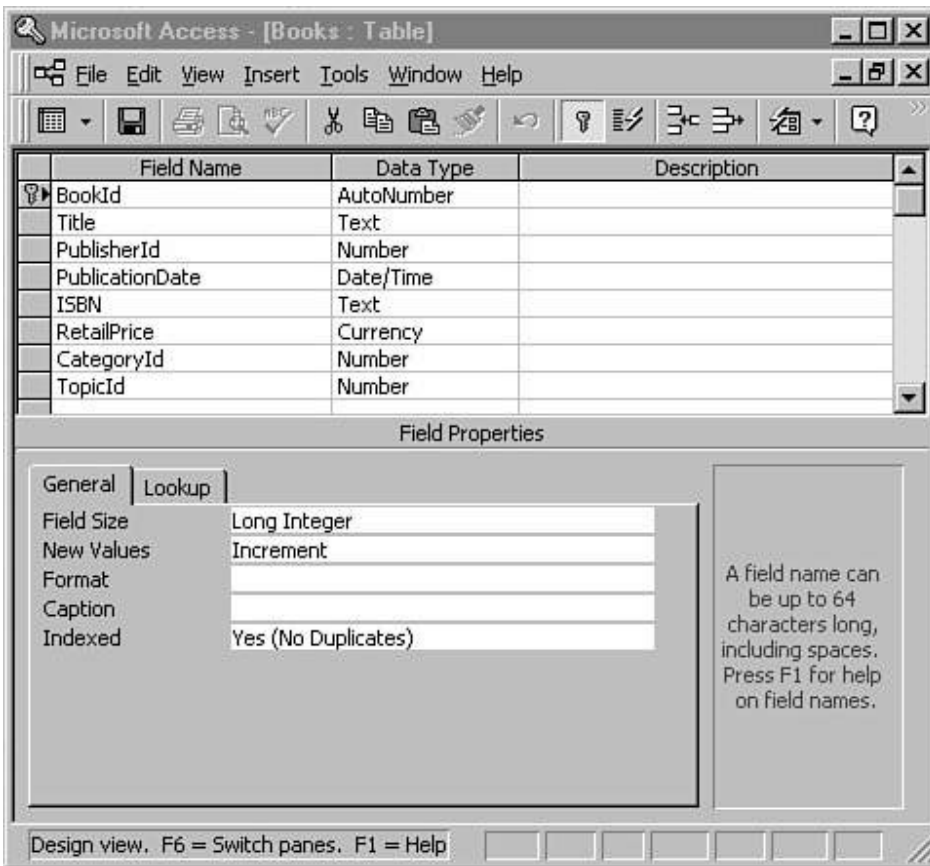 Microsoft Access - [Books : Table]
File Edit View Insert Tools Window Help
Field Name Data Type Description
BookId AutoNumber
Title Text
PublisherId Number
PublicationDate Date/Time
ISBN Text
RetailPrice Currency
CategoryId Number
TopicId Number
Field Properties
General Lookup
Field Size Long Integer
New Values Increment
Format
Caption
Indexed Yes (No Duplicates)
A field name can
be up to 64
characters long,
including spaces.
Press F1 for help
on field names.
Design view. F6 = Switch panes. F1 = Help